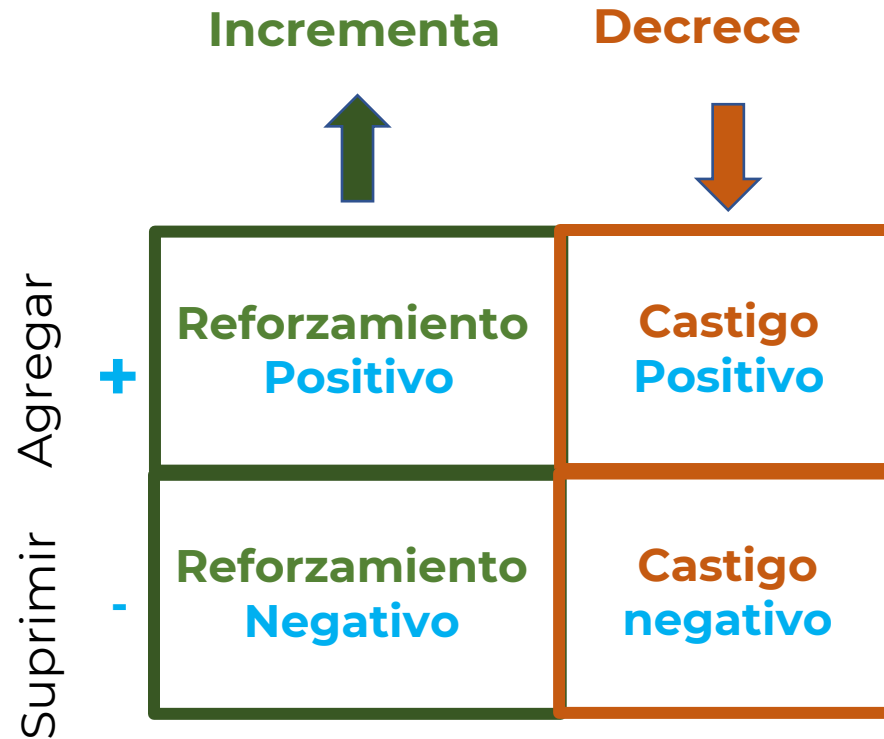 Incrementa
Decrece
Agregar
+
Reforzamiento
Positivo
Castigo
Positivo
Suprimir
-
Reforzamiento
Negativo
Castigo
negativo